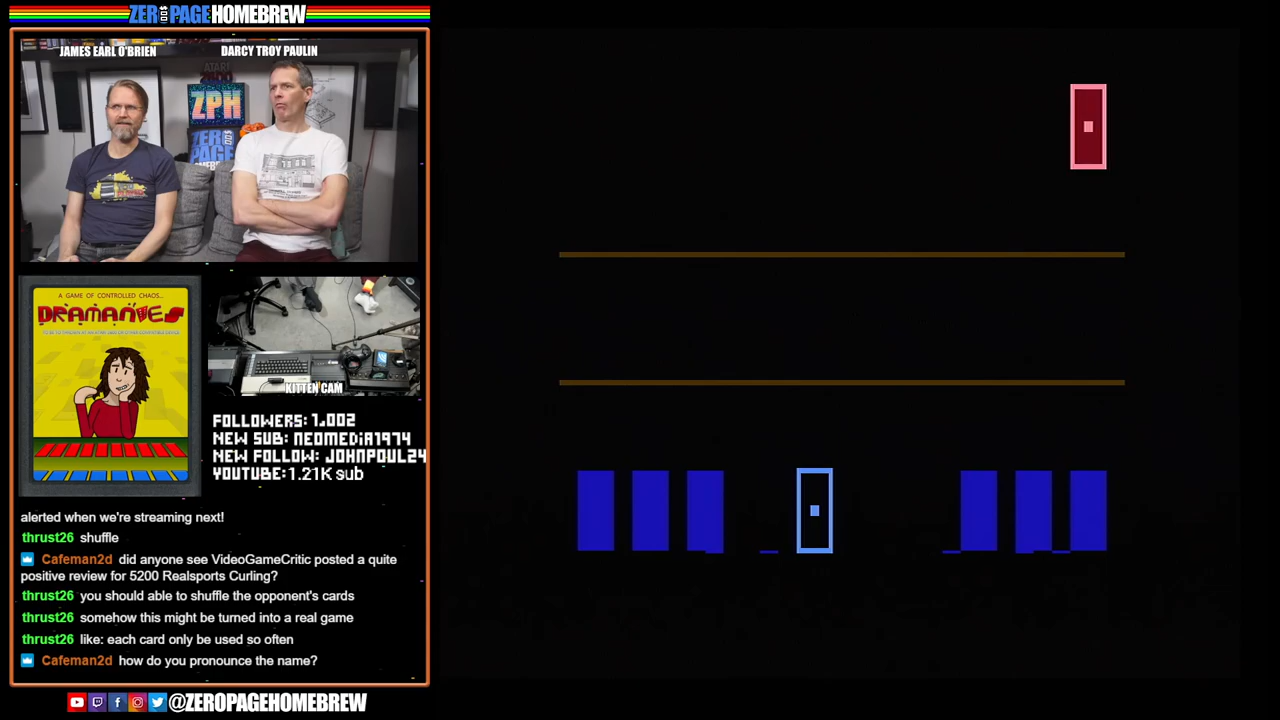 ZEROPAGE HOMEBREW
JAMES EARL O'BRIEN
DARCY TROY PAULIN
ATARI
2600
ZPH
ZERO
PAGE
A GAME OF CONTROLLED CHAOS...
DRAMANTES
KITTEN CAM
FOLLOWERS: 1,002
NEW SUB: NEOMEDIA1974
NEW FOLLOW: JOHNPOUL24
YOUTUBE: 1.21K sub
alerted when we're streaming next!
thrust26 shuffle
Cafeman2d did anyone see VideoGameCritic posted a quite
positive review for 5200 Realsports Curling?
thrust26 you should able to shuffle the opponent's cards
thrust26 somehow this might be turned into a real game
thrust26 like: each card only be used so often
Cafeman2d how do you pronounce the name?
@ZEROPAGEHOMEBREW